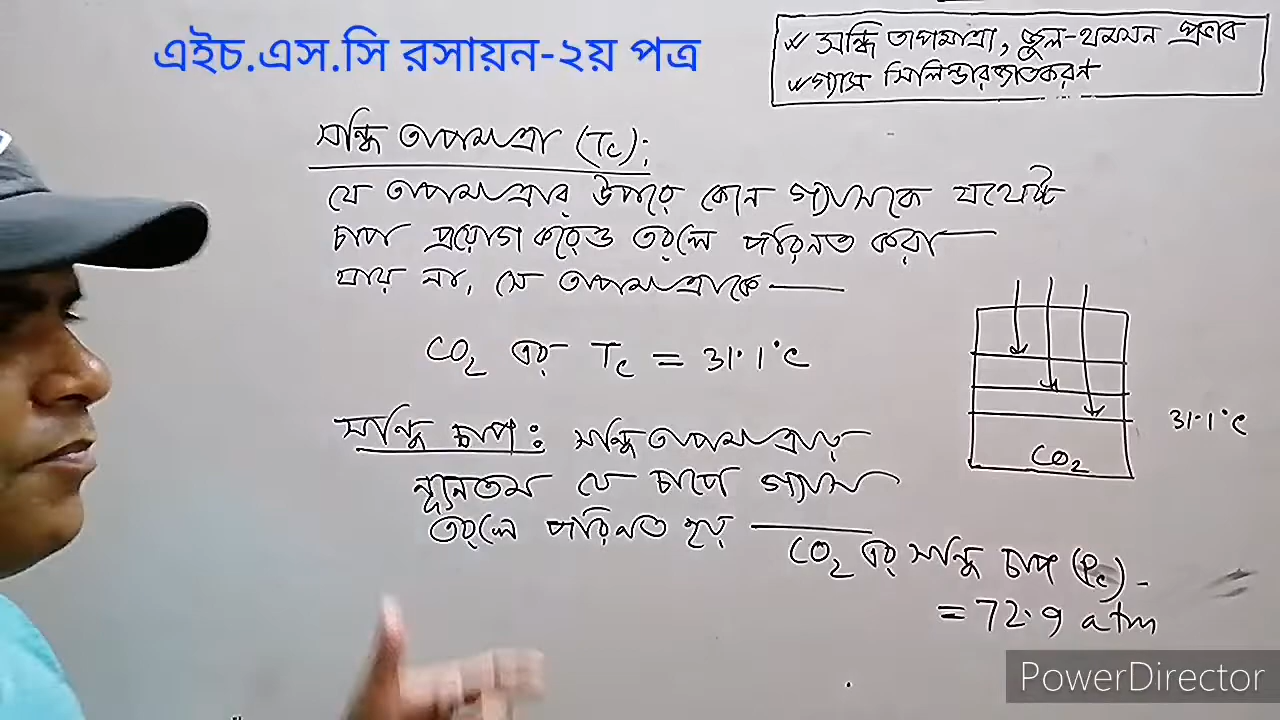 এইচ.এস.সি রসায়ন-২য় পত্র
সন্ধি তাপমাত্রা, জুল-থমসন প্রভাব
গ্যাস সিলিন্ডারজাতকরণ
সন্ধি তাপমাত্রা (Tc):
যে তাপমাত্রার উপরে কোন গ্যাসকে যথেষ্ট
চাপ প্রয়োগ করেও তরলে পরিনত করা
যায় না, সে তাপমাত্রাকে
CO2 এর Tc = 31.1°C
সন্ধি চাপ: সন্ধি তাপমাত্রায়
ন্যূনতম যে চাপে গ্যাস
তরলে পরিনত হয়
31.1°C
CO2
CO2 এর সন্ধি চাপ (Pc)
= 72.9 atm
PowerDirector